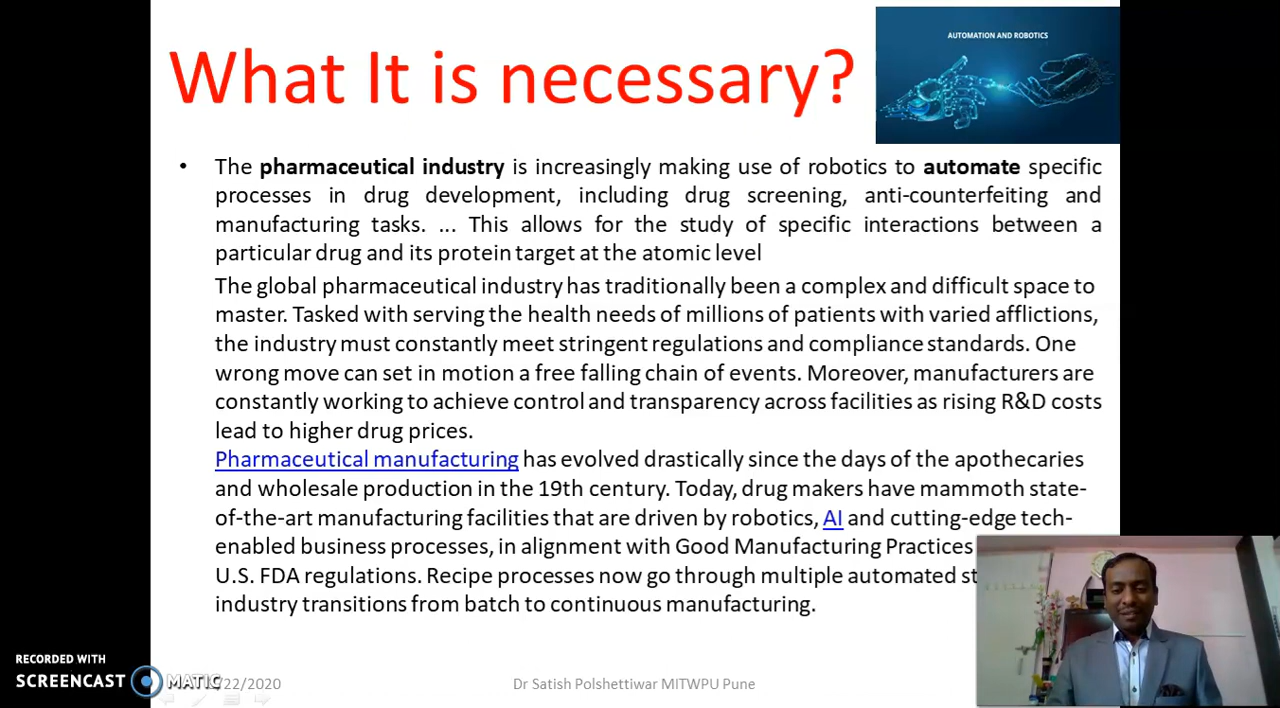 What It is necessary?
AUTOMATION AND ROBOTICS
• The pharmaceutical industry is increasingly making use of robotics to automate specific
processes in drug development, including drug screening, anti-counterfeiting and
manufacturing tasks. ... This allows for the study of specific interactions between a
particular drug and its protein target at the atomic level
The global pharmaceutical industry has traditionally been a complex and difficult space to
master. Tasked with serving the health needs of millions of patients with varied afflictions,
the industry must constantly meet stringent regulations and compliance standards. One
wrong move can set in motion a free falling chain of events. Moreover, manufacturers are
constantly working to achieve control and transparency across facilities as rising R&D costs
lead to higher drug prices.
Pharmaceutical manufacturing has evolved drastically since the days of the apothecaries
and wholesale production in the 19th century. Today, drug makers have mammoth state-
of-the-art manufacturing facilities that are driven by robotics, AI and cutting-edge tech-
enabled business processes, in alignment with Good Manufacturing Practices
U.S. FDA regulations. Recipe processes now go through multiple automated st
industry transitions from batch to continuous manufacturing.
RECORDED WITH
SCREENCAST MATIC
/22/2020
Dr Satish Polshettiwar MITWPU Pune